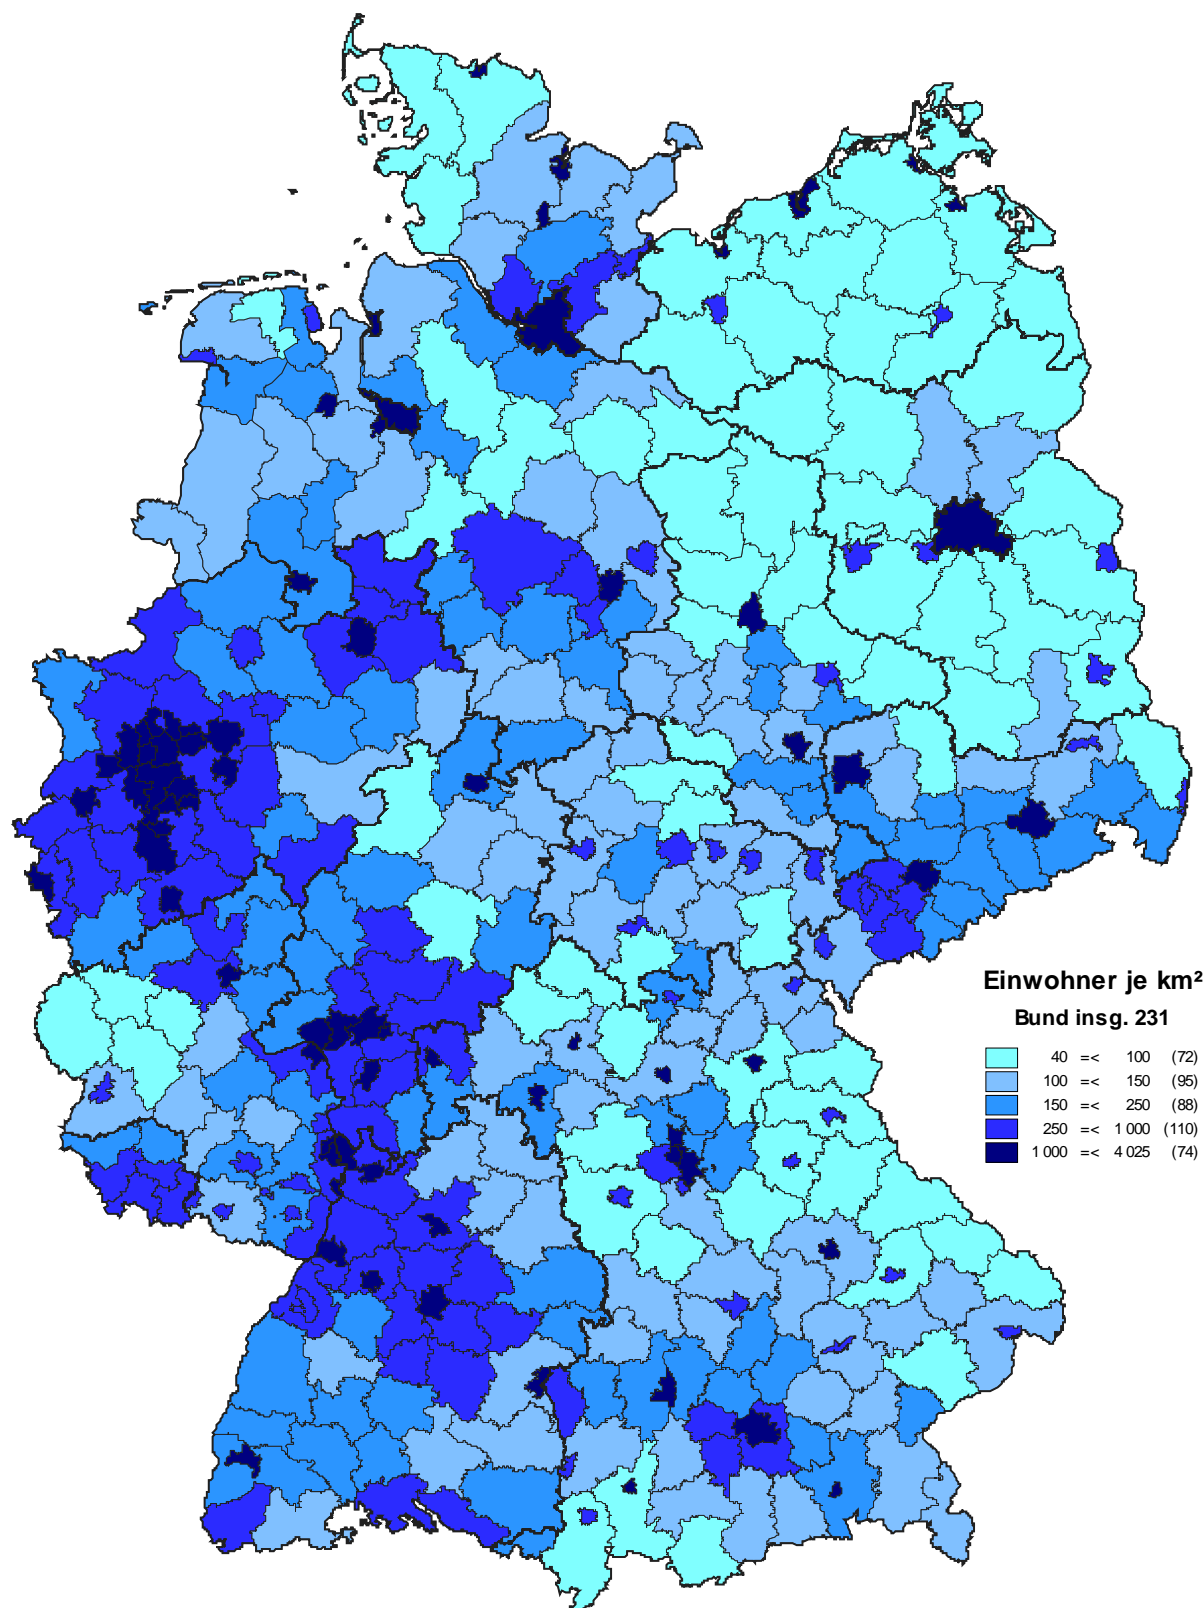 Einwohner je km²
Bund insg. 231
40 =< 100 (72)
100 =< 150 (95)
150 =< 250 (88)
250 =< 1 000 (110)
1 000 =< 4 025 (74)